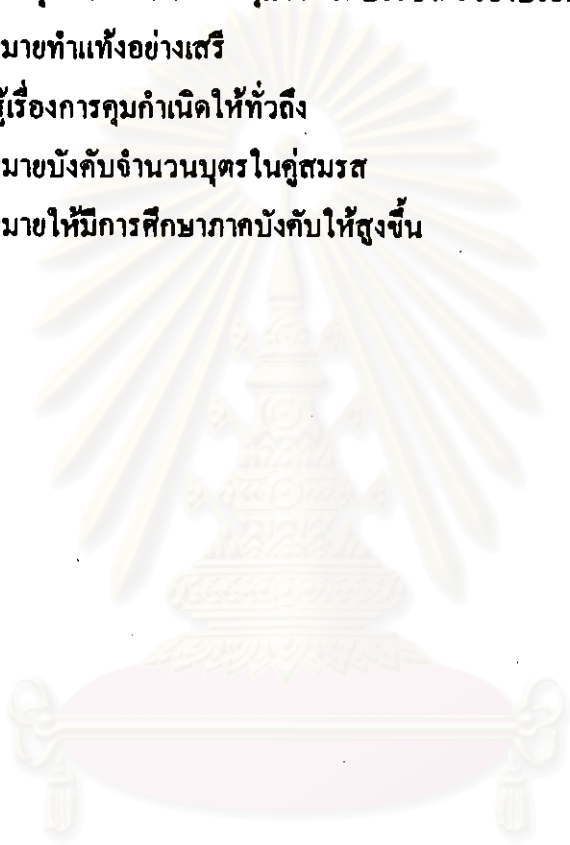 มายทำแท้งอย่างเสรี
รู้เรื่องการคุมกำเนิดให้ทั่วถึง
มายบังคับจำนวนบุตรในคู่สมรส
มายให้มีการศึกษาภาคบังคับให้สูงขึ้น